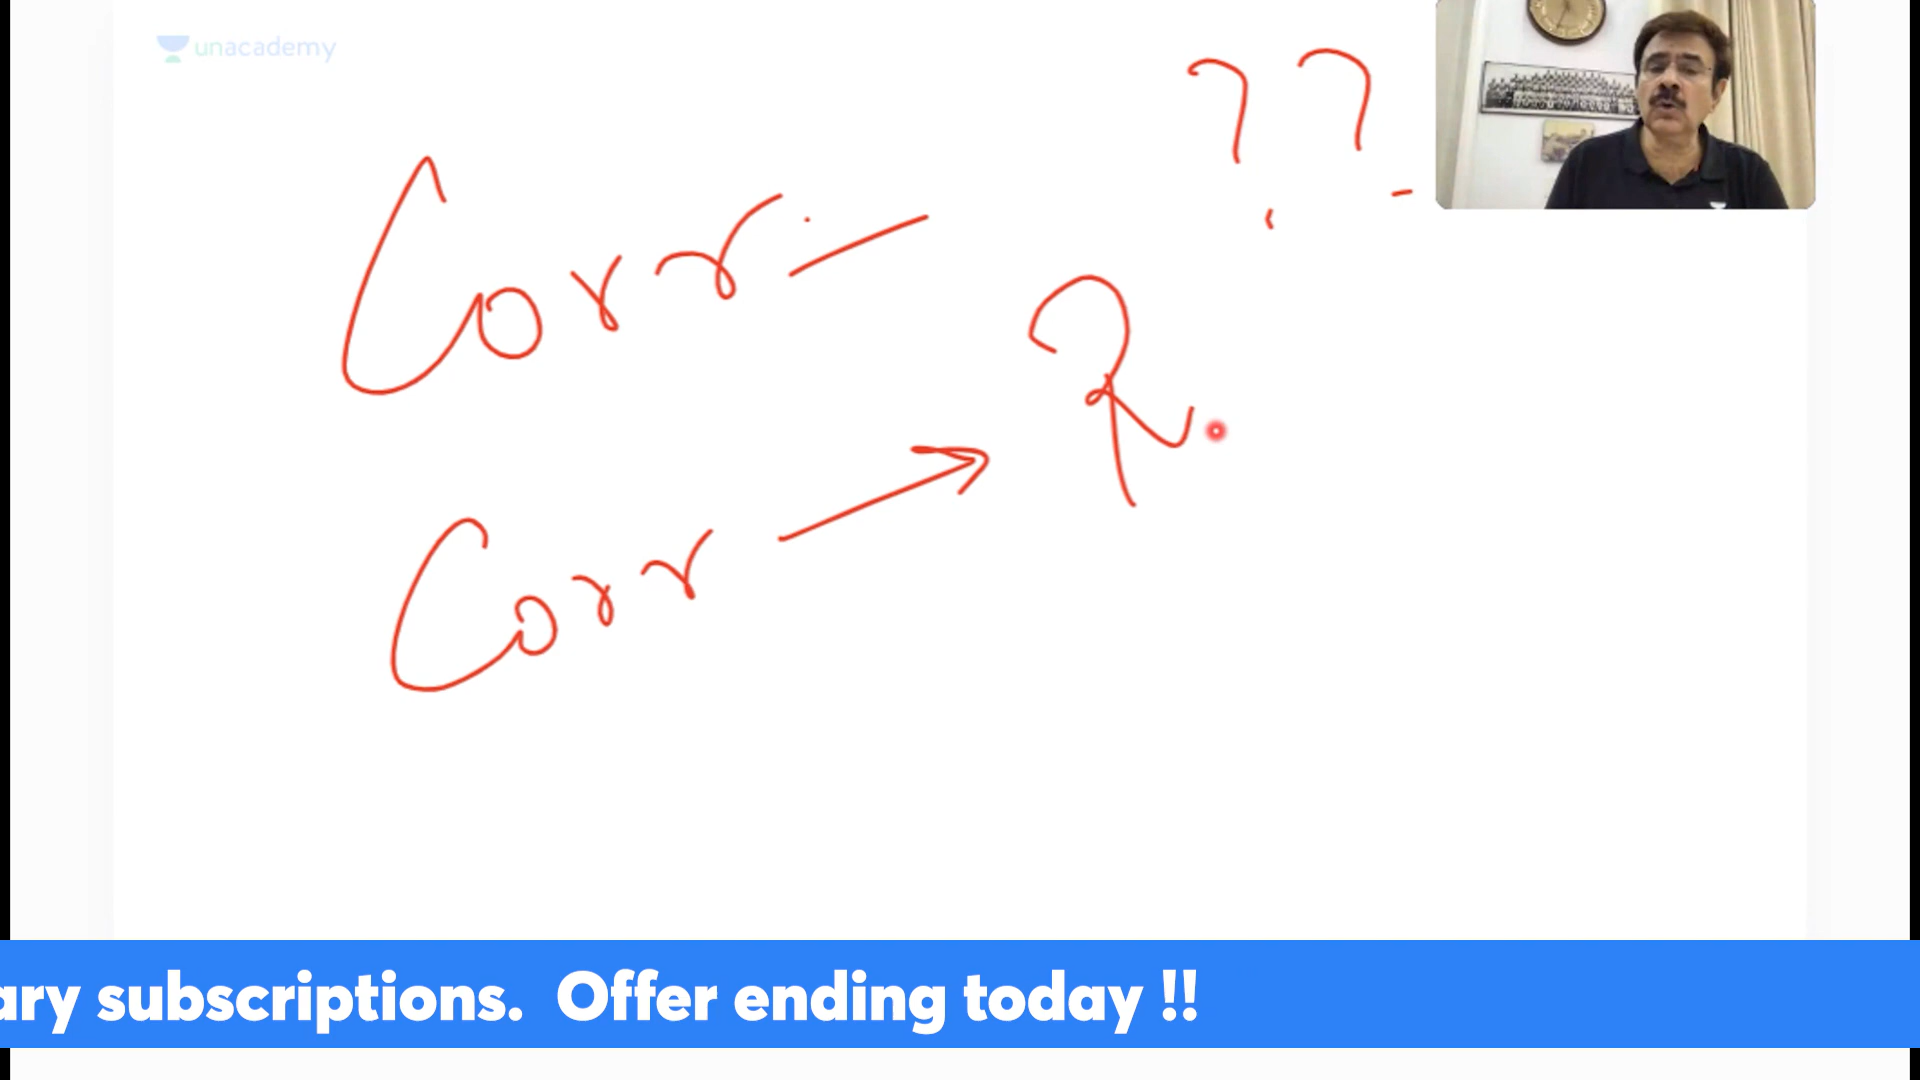 unacademy
??
Corr —
Corr →
ary subscriptions. Offer ending today !!